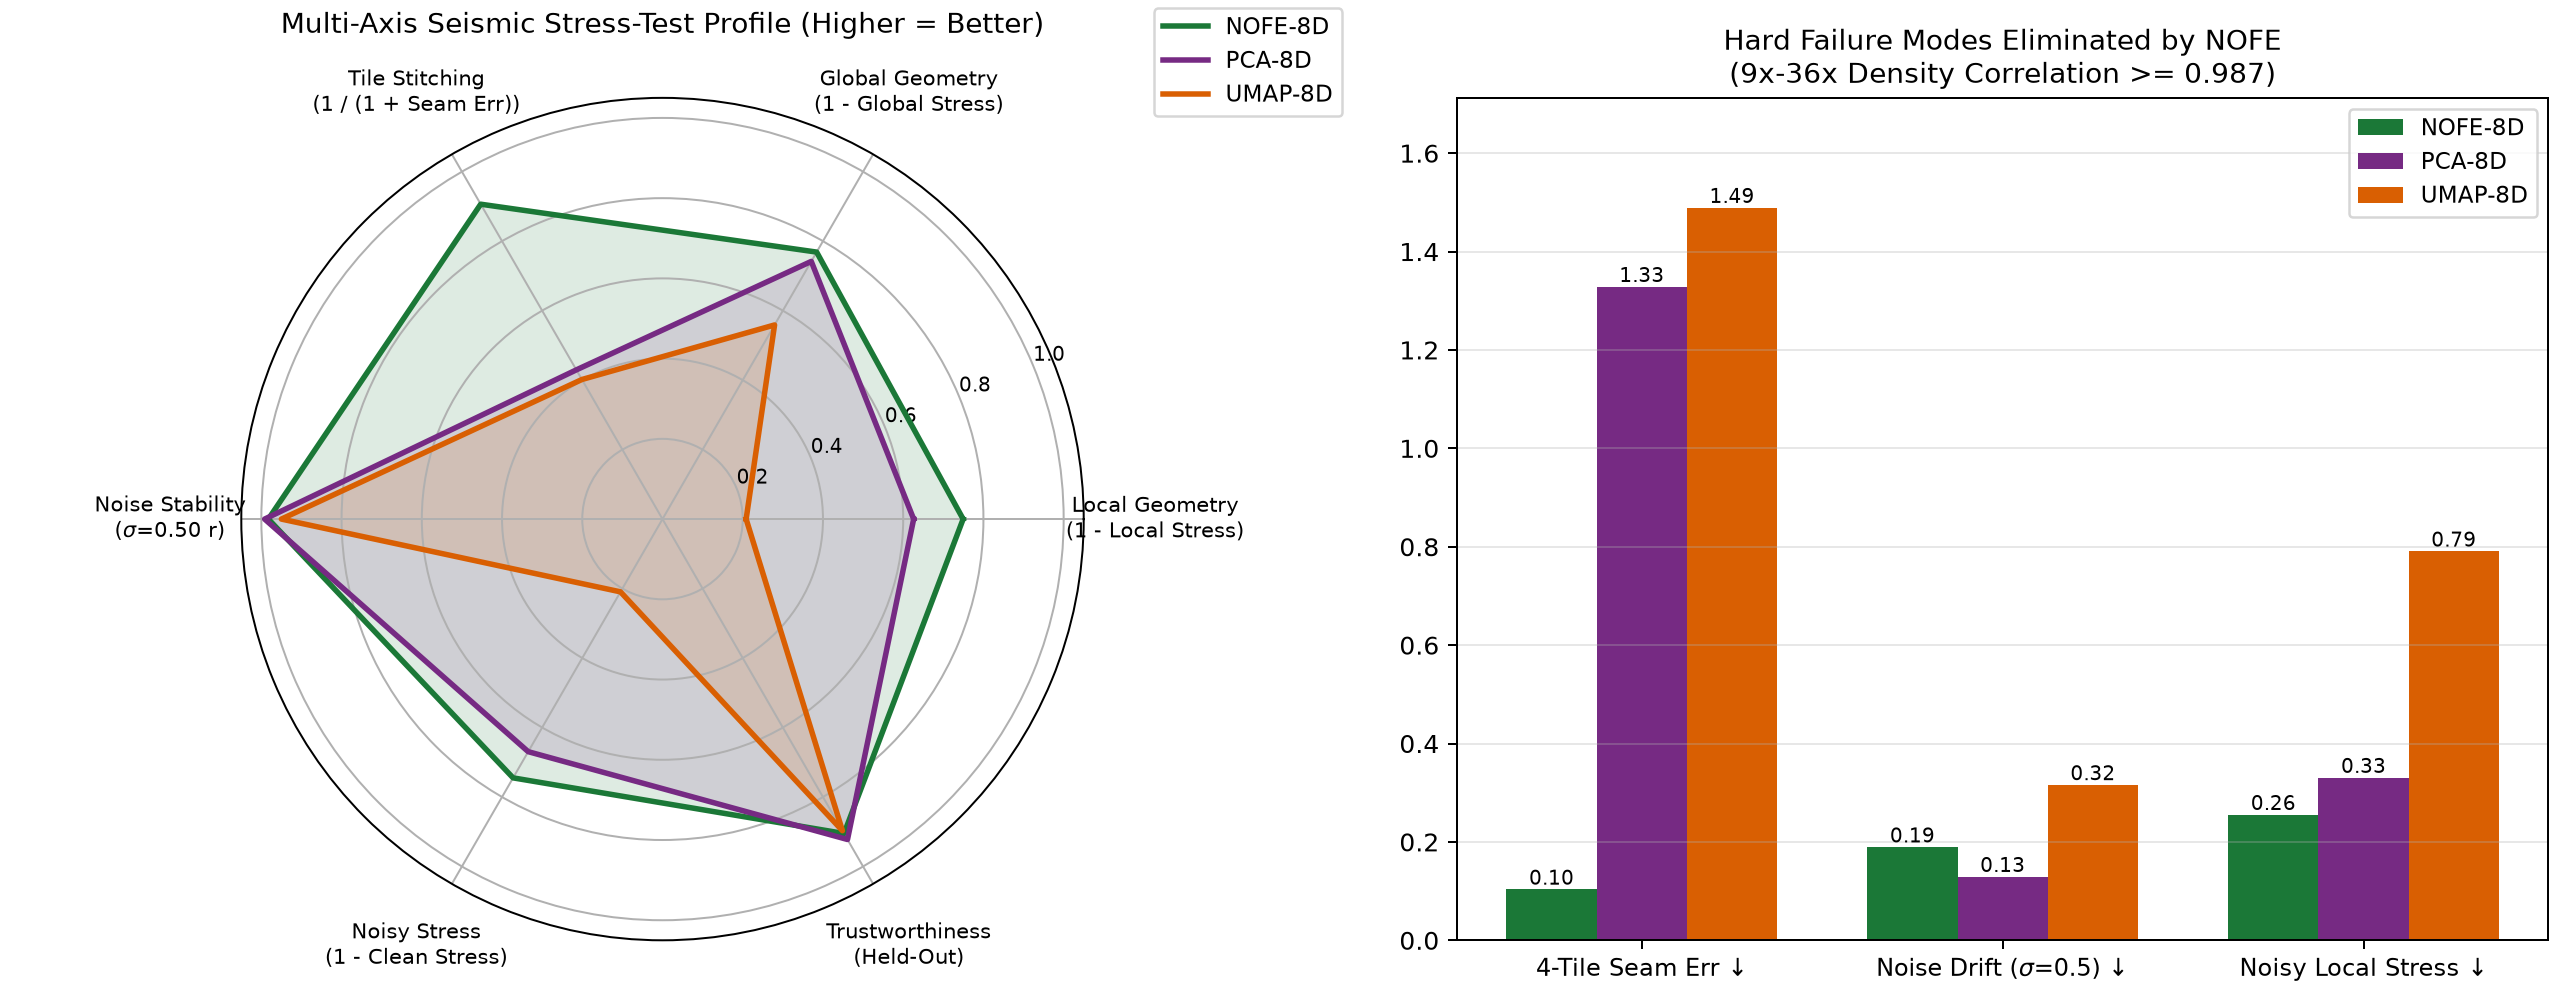 Multi-Axis Seismic Stress-Test Profile (Higher = Better)
NOFE-8D
PCA-8D
UMAP-8D
Tile Stitching
(1 / (1 + Seam Err))
Global Geometry
(1 - Global Stress)
1.0
0.8
0.6
0.4
0.2
Noise Stability
(σ=0.50 r)
Local Geometry
(1 - Local Stress)
Noisy Stress
(1 - Clean Stress)
Trustworthiness
(Held-Out)
Hard Failure Modes Eliminated by NOFE
(9x-36x Density Correlation >= 0.987)
NOFE-8D
PCA-8D
UMAP-8D
1.6
1.4
1.2
1.0
0.8
0.6
0.4
0.2
0.0
0.10
1.33
1.49
0.19
0.13
0.32
0.26
0.33
0.79
4-Tile Seam Err ↓
Noise Drift (σ=0.5) ↓
Noisy Local Stress ↓